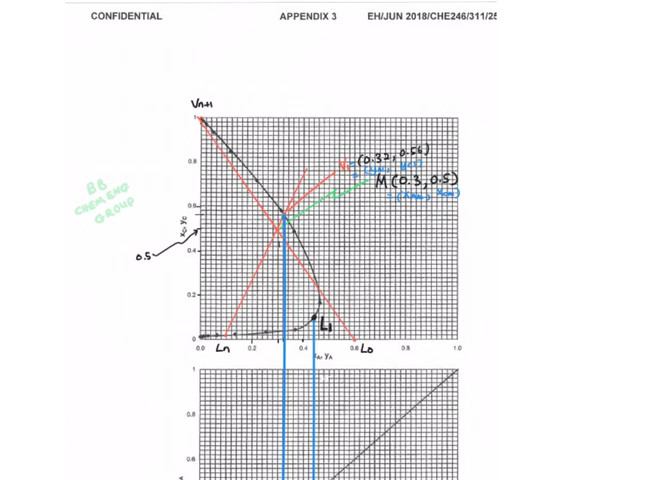 CONFIDENTIAL APPENDIX 3 EH/JUN 2018/CHE246/311/25
Vn+1
1
0.8
V1 = (0.32, 0.56)
M (0.3, 0.5)
BB
CHEM ENG
GROUP
0.6
xC, yC
0.5
0.4
0.2
L1
0
Ln
Lo
0.0 0.2 0.4 0.6 0.8 1.0
xA, yA
1
0.8
0.6